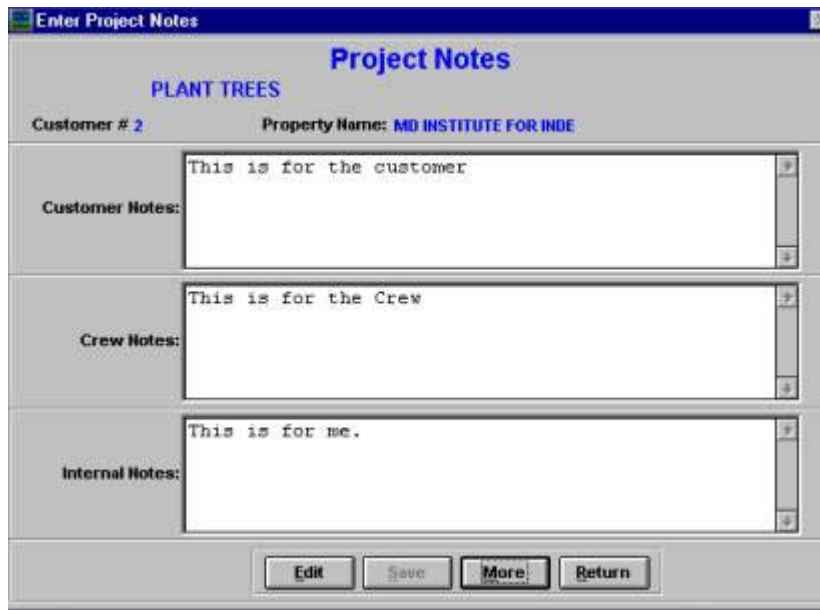 Enter Project Notes
Project Notes
PLANT TREES
Customer # 2 Property Name: MD INSTITUTE FOR INDE
Customer Notes: This is for the customer
Crew Notes: This is for the Crew
Internal Notes: This is for me.
Edit Save More Return